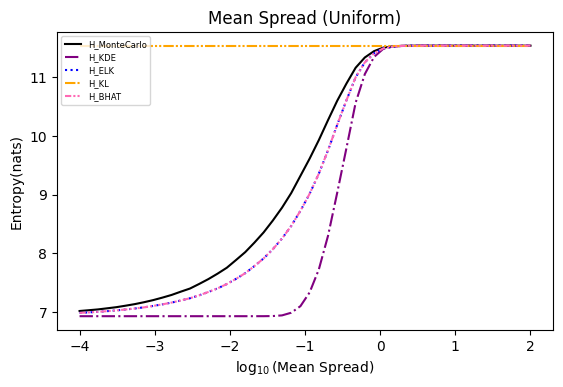 Mean Spread (Uniform)
H_MonteCarlo
H_KDE
H_ELK
H_KL
H_BHAT
Entropy(nats)
11
10
9
8
7
−4 −3 −2 −1 0 1 2
log₁₀(Mean Spread)